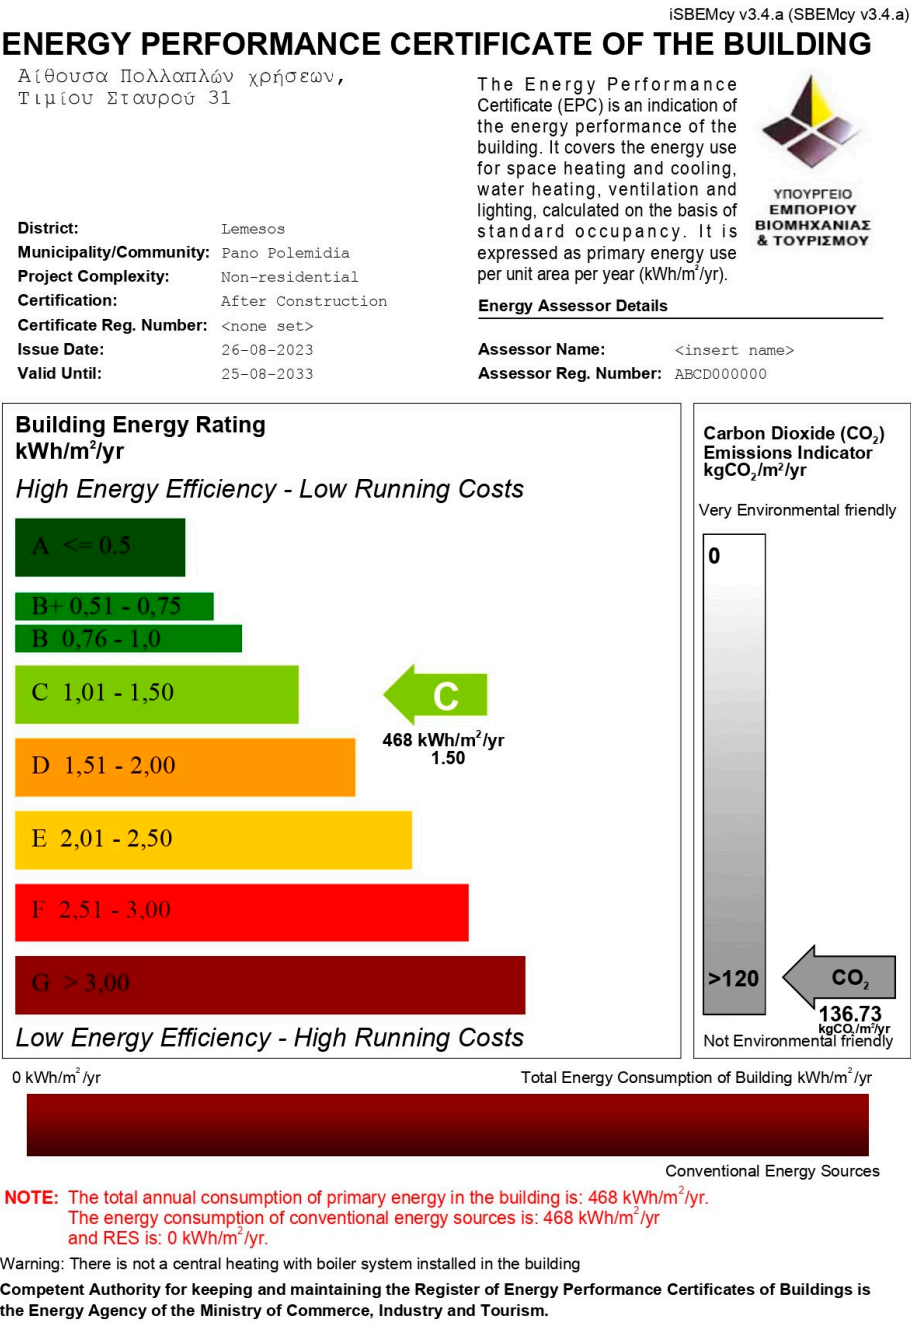 iSBEMcy v3.4.a (SBEMcy v3.4.a)
ENERGY PERFORMANCE CERTIFICATE OF THE BUILDING
Αίθουσα Πολλαπλών χρήσεων,
Τιμίου Σταυρού 31
The Energy Performance
Certificate (EPC) is an indication of
the energy performance of the
building. It covers the energy use
for space heating and cooling,
water heating, ventilation and
lighting, calculated on the basis of
standard occupancy. It is
expressed as primary energy use
per unit area per year (kWh/m²/yr).
ΥΠΟΥΡΓΕΙΟ
ΕΜΠΟΡΙΟΥ
ΒΙΟΜΗΧΑΝΙΑΣ
& ΤΟΥΡΙΣΜΟΥ
District: Lemesos
Municipality/Community: Pano Polemidia
Project Complexity: Non-residential
Certification: After Construction
Certificate Reg. Number: <none set>
Issue Date: 26-08-2023
Valid Until: 25-08-2033
Energy Assessor Details
Assessor Name: <insert name>
Assessor Reg. Number: ABCD000000
Building Energy Rating
kWh/m²/yr
High Energy Efficiency - Low Running Costs
A <= 0.5
B+ 0,51 - 0,75
B 0,76 - 1,0
C 1,01 - 1,50
C
468 kWh/m²/yr
1.50
D 1,51 - 2,00
E 2,01 - 2,50
F 2,51 - 3,00
G > 3,00
Low Energy Efficiency - High Running Costs
Carbon Dioxide (CO₂)
Emissions Indicator
kgCO₂/m²/yr
Very Environmental friendly
0
>120
CO₂
136.73
kgCO₂/m²/yr
Not Environmental friendly
0 kWh/m²/yr
Total Energy Consumption of Building kWh/m²/yr
Conventional Energy Sources
NOTE: The total annual consumption of primary energy in the building is: 468 kWh/m²/yr.
The energy consumption of conventional energy sources is: 468 kWh/m²/yr
and RES is: 0 kWh/m²/yr.
Warning: There is not a central heating with boiler system installed in the building
Competent Authority for keeping and maintaining the Register of Energy Performance Certificates of Buildings is
the Energy Agency of the Ministry of Commerce, Industry and Tourism.